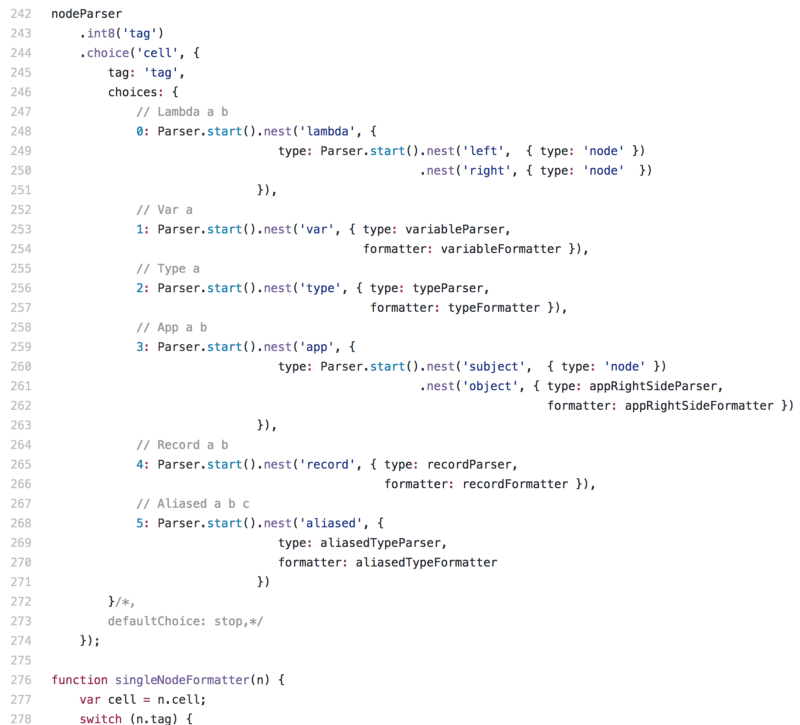 242 nodeParser
243     .int8('tag')
244     .choice('cell', {
245         tag: 'tag',
246         choices: {
247             // Lambda a b
248             0: Parser.start().nest('lambda', {
249                                 type: Parser.start().nest('left',  { type: 'node' })
250                                                     .nest('right', { type: 'node'  })
251                              }),
252             // Var a
253             1: Parser.start().nest('var', { type: variableParser,
254                                             formatter: variableFormatter }),
255             // Type a
256             2: Parser.start().nest('type', { type: typeParser,
257                                              formatter: typeFormatter }),
258             // App a b
259             3: Parser.start().nest('app', {
260                                 type: Parser.start().nest('subject',  { type: 'node' })
261                                                     .nest('object', { type: appRightSideParser,
262                                                                       formatter: appRightSideFormatter })
263                              }),
264             // Record a b
265             4: Parser.start().nest('record', { type: recordParser,
266                                                formatter: recordFormatter }),
267             // Aliased a b c
268             5: Parser.start().nest('aliased', {
269                                 type: aliasedTypeParser,
270                                 formatter: aliasedTypeFormatter
271                              })
272         }/*,
273         defaultChoice: stop,*/
274     });
275
276 function singleNodeFormatter(n) {
277     var cell = n.cell;
278     switch (n.tag) {